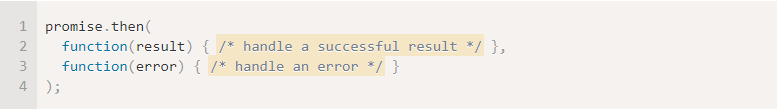 1 promise.then(
2   function(result) { /* handle a successful result */ },
3   function(error) { /* handle an error */ }
4 );